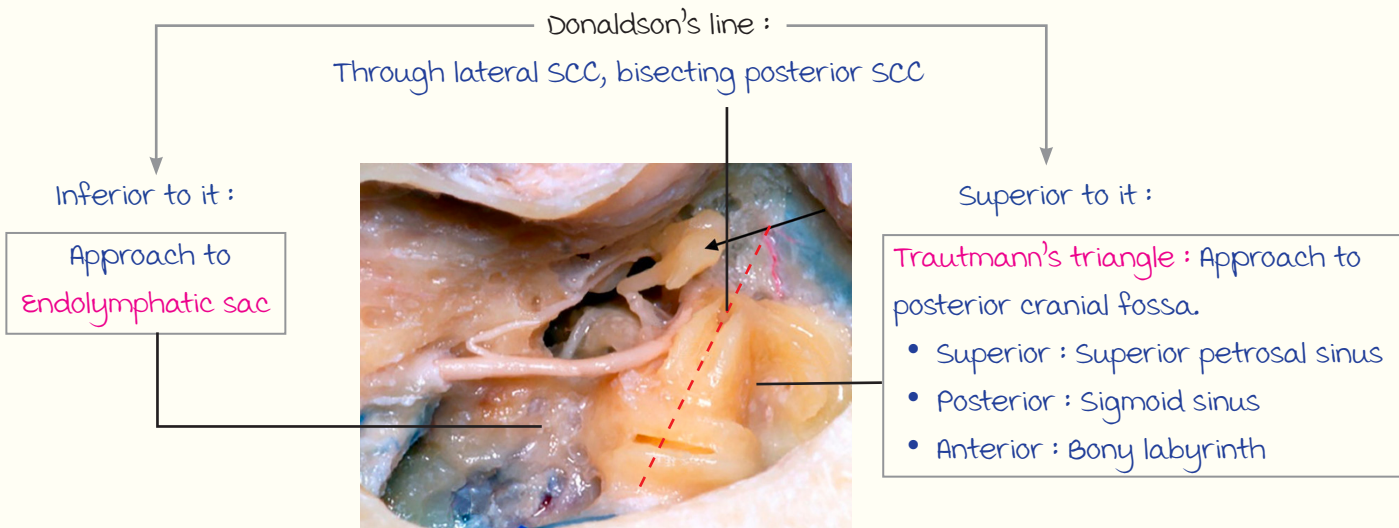 Donaldson's line :
Through lateral SCC, bisecting posterior SCC
Inferior to it :
Approach to
Endolymphatic sac
Superior to it :
Trautmann's triangle : Approach to
posterior cranial fossa.
• Superior : Superior petrosal sinus
• Posterior : Sigmoid sinus
• Anterior : Bony labyrinth